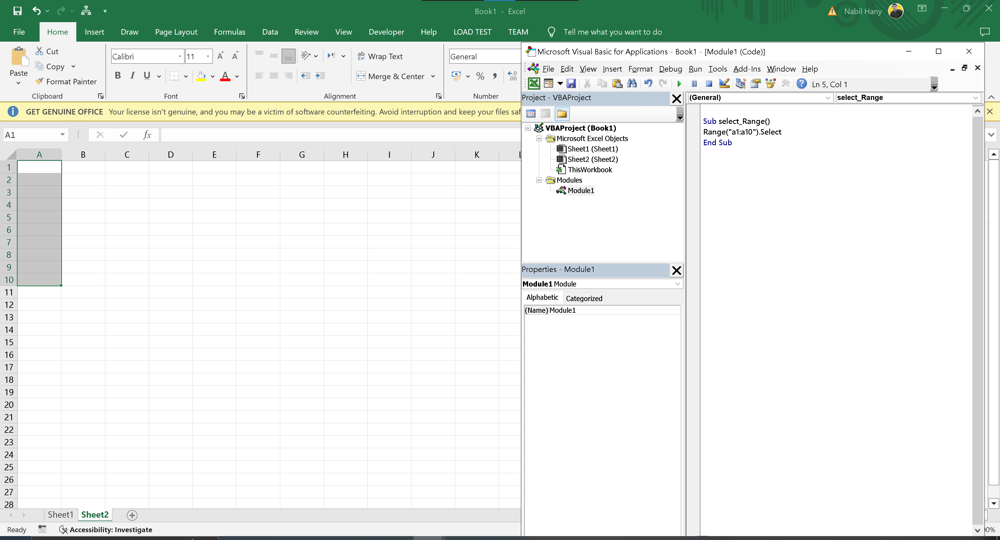 Book1 - Excel
Nabil Hany
File Home Insert Draw Page Layout Formulas Data Review View Developer Help LOAD TEST TEAM Tell me what you want to do
Paste
Cut
Copy
Format Painter
Clipboard
Calibri 11
B I U A
Font
ab Wrap Text
Merge & Center
Alignment
General
% .00
Number
GET GENUINE OFFICE Your license isn't genuine, and you may be a victim of software counterfeiting. Avoid interruption and keep your files saf
A1 fx
A B C D E F G H I J K
1
2
3
4
5
6
7
8
9
10
11
12
13
14
15
16
17
18
19
20
21
22
23
24
25
26
27
28
Sheet1 Sheet2
Ready Accessibility: Investigate
Microsoft Visual Basic for Applications - Book1 - [Module1 (Code)]
File Edit View Insert Format Debug Run Tools Add-Ins Window Help
Ln 5, Col 1
Project - VBAProject
VBAProject (Book1)
Microsoft Excel Objects
Sheet1 (Sheet1)
Sheet2 (Sheet2)
ThisWorkbook
Modules
Module1
Properties - Module1
Module1 Module
Alphabetic Categorized
(Name) Module1
(General) select_Range
Sub select_Range()
Range("a1:a10").Select
End Sub